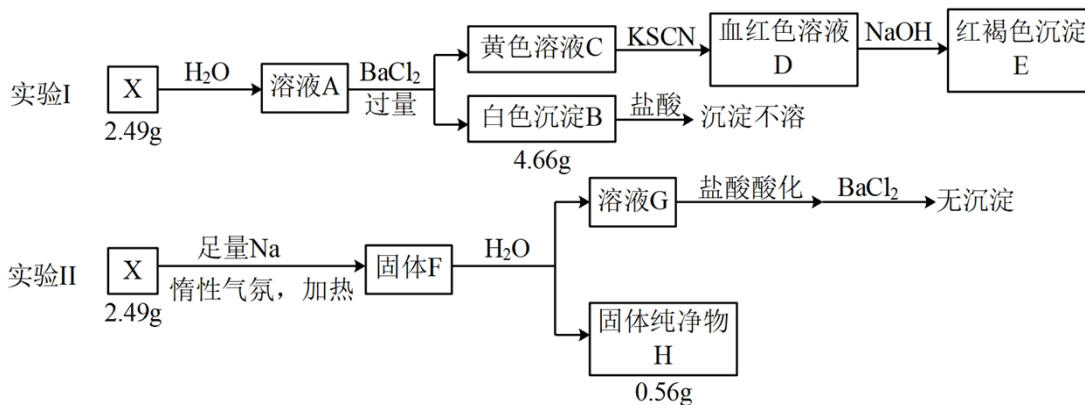 实验I
X
2.49g
H₂O
溶液A
BaCl₂
过量
黄色溶液C
KSCN
血红色溶液
D
NaOH
红褐色沉淀
E
白色沉淀B
4.66g
盐酸
沉淀不溶
实验II
X
2.49g
足量Na
惰性气氛，加热
固体F
H₂O
溶液G
盐酸酸化
BaCl₂
无沉淀
固体纯净物
H
0.56g